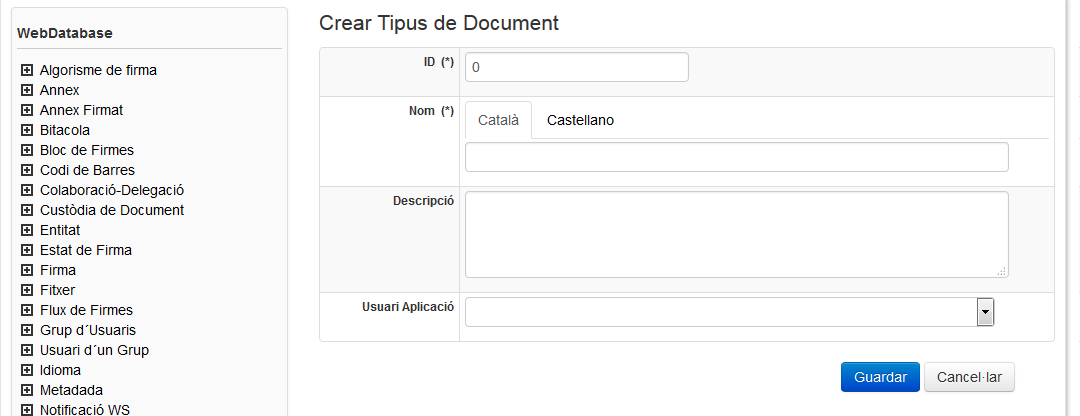 WebDatabase
Algorisme de firma
Annex
Annex Firmat
Bitacola
Bloc de Firmes
Codi de Barres
Colaboració-Delegació
Custòdia de Document
Entitat
Estat de Firma
Firma
Fitxer
Flux de Firmes
Grup d´Usuaris
Usuari d´un Grup
Idioma
Metadada
Notificació WS
Crear Tipus de Document
ID (*)
0
Nom (*)
Català Castellano
Descripció
Usuari Aplicació
Guardar Cancel·lar